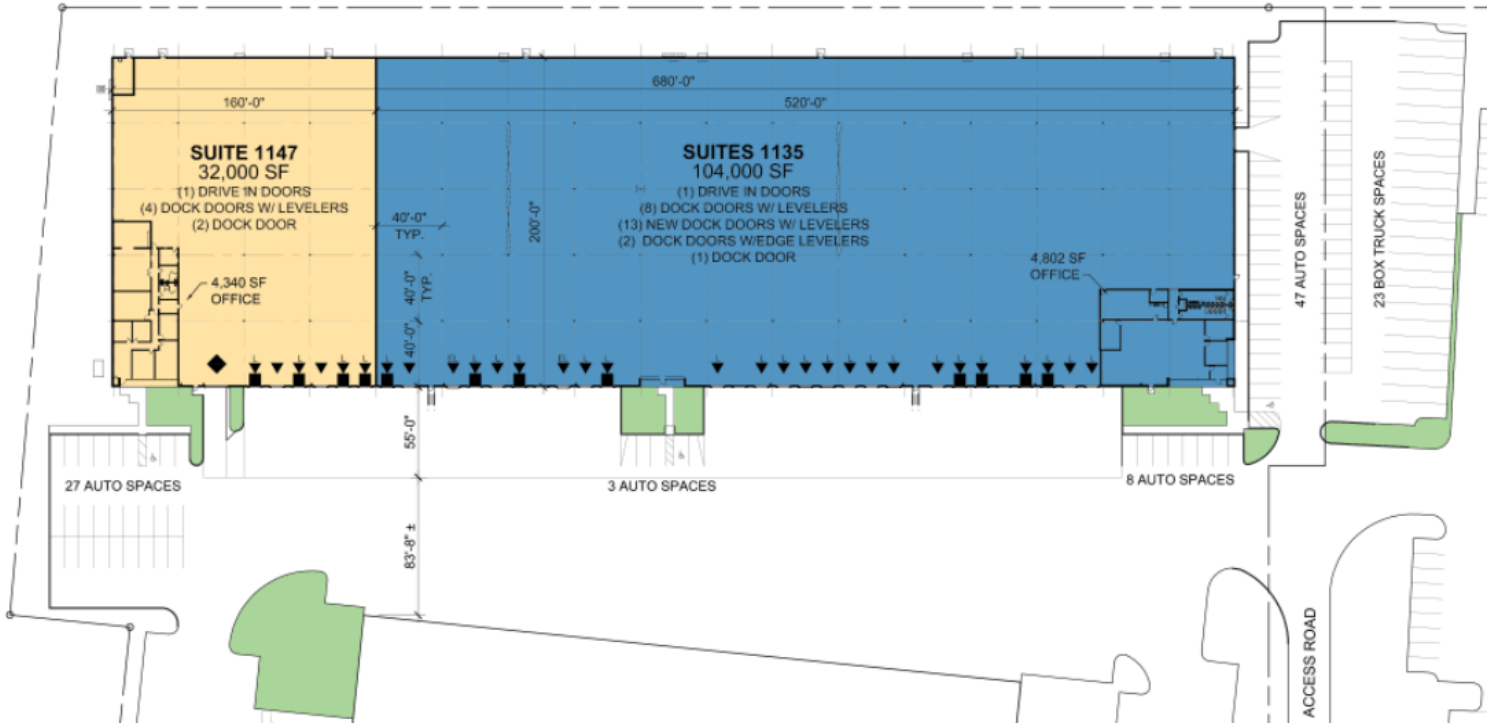 680'-0"
160'-0"
520'-0"
SUITE 1147
32,000 SF
(1) DRIVE IN DOORS
(4) DOCK DOORS W/ LEVELERS
(2) DOCK DOOR
SUITES 1135
104,000 SF
(1) DRIVE IN DOORS
(8) DOCK DOORS W/ LEVELERS
(13) NEW DOCK DOORS W/ LEVELERS
(2) DOCK DOORS W/EDGE LEVELERS
(1) DOCK DOOR
40'-0"
TYP.
200'-0"
40'-0"
TYP.
40'-0"
4,340 SF
OFFICE
4,802 SF
OFFICE
47 AUTO SPACES
23 BOX TRUCK SPACES
55'-0"
83'-8" ±
27 AUTO SPACES
3 AUTO SPACES
8 AUTO SPACES
ACCESS ROAD